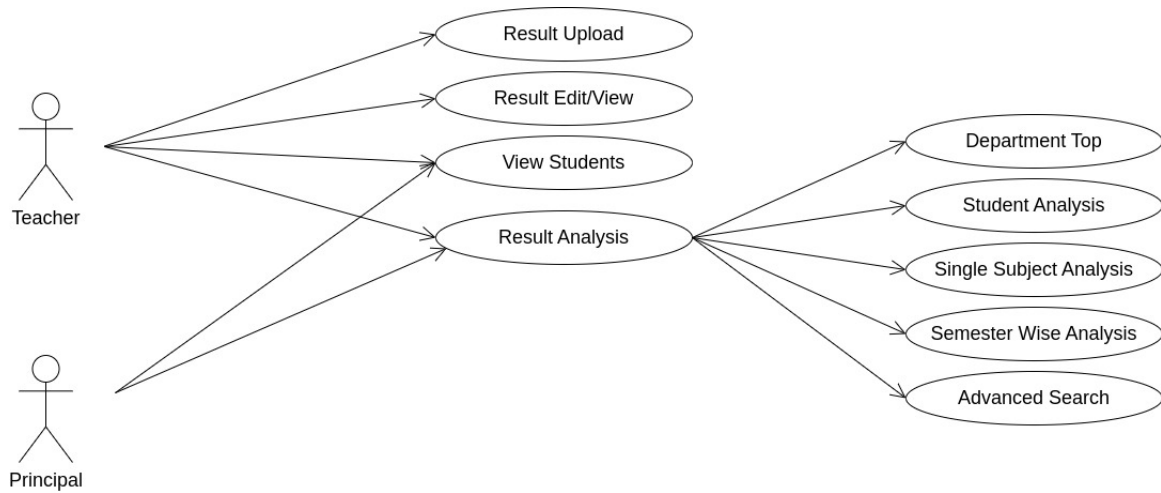 Result Upload
Result Edit/View
View Students
Result Analysis
Teacher
Principal
Department Top
Student Analysis
Single Subject Analysis
Semester Wise Analysis
Advanced Search